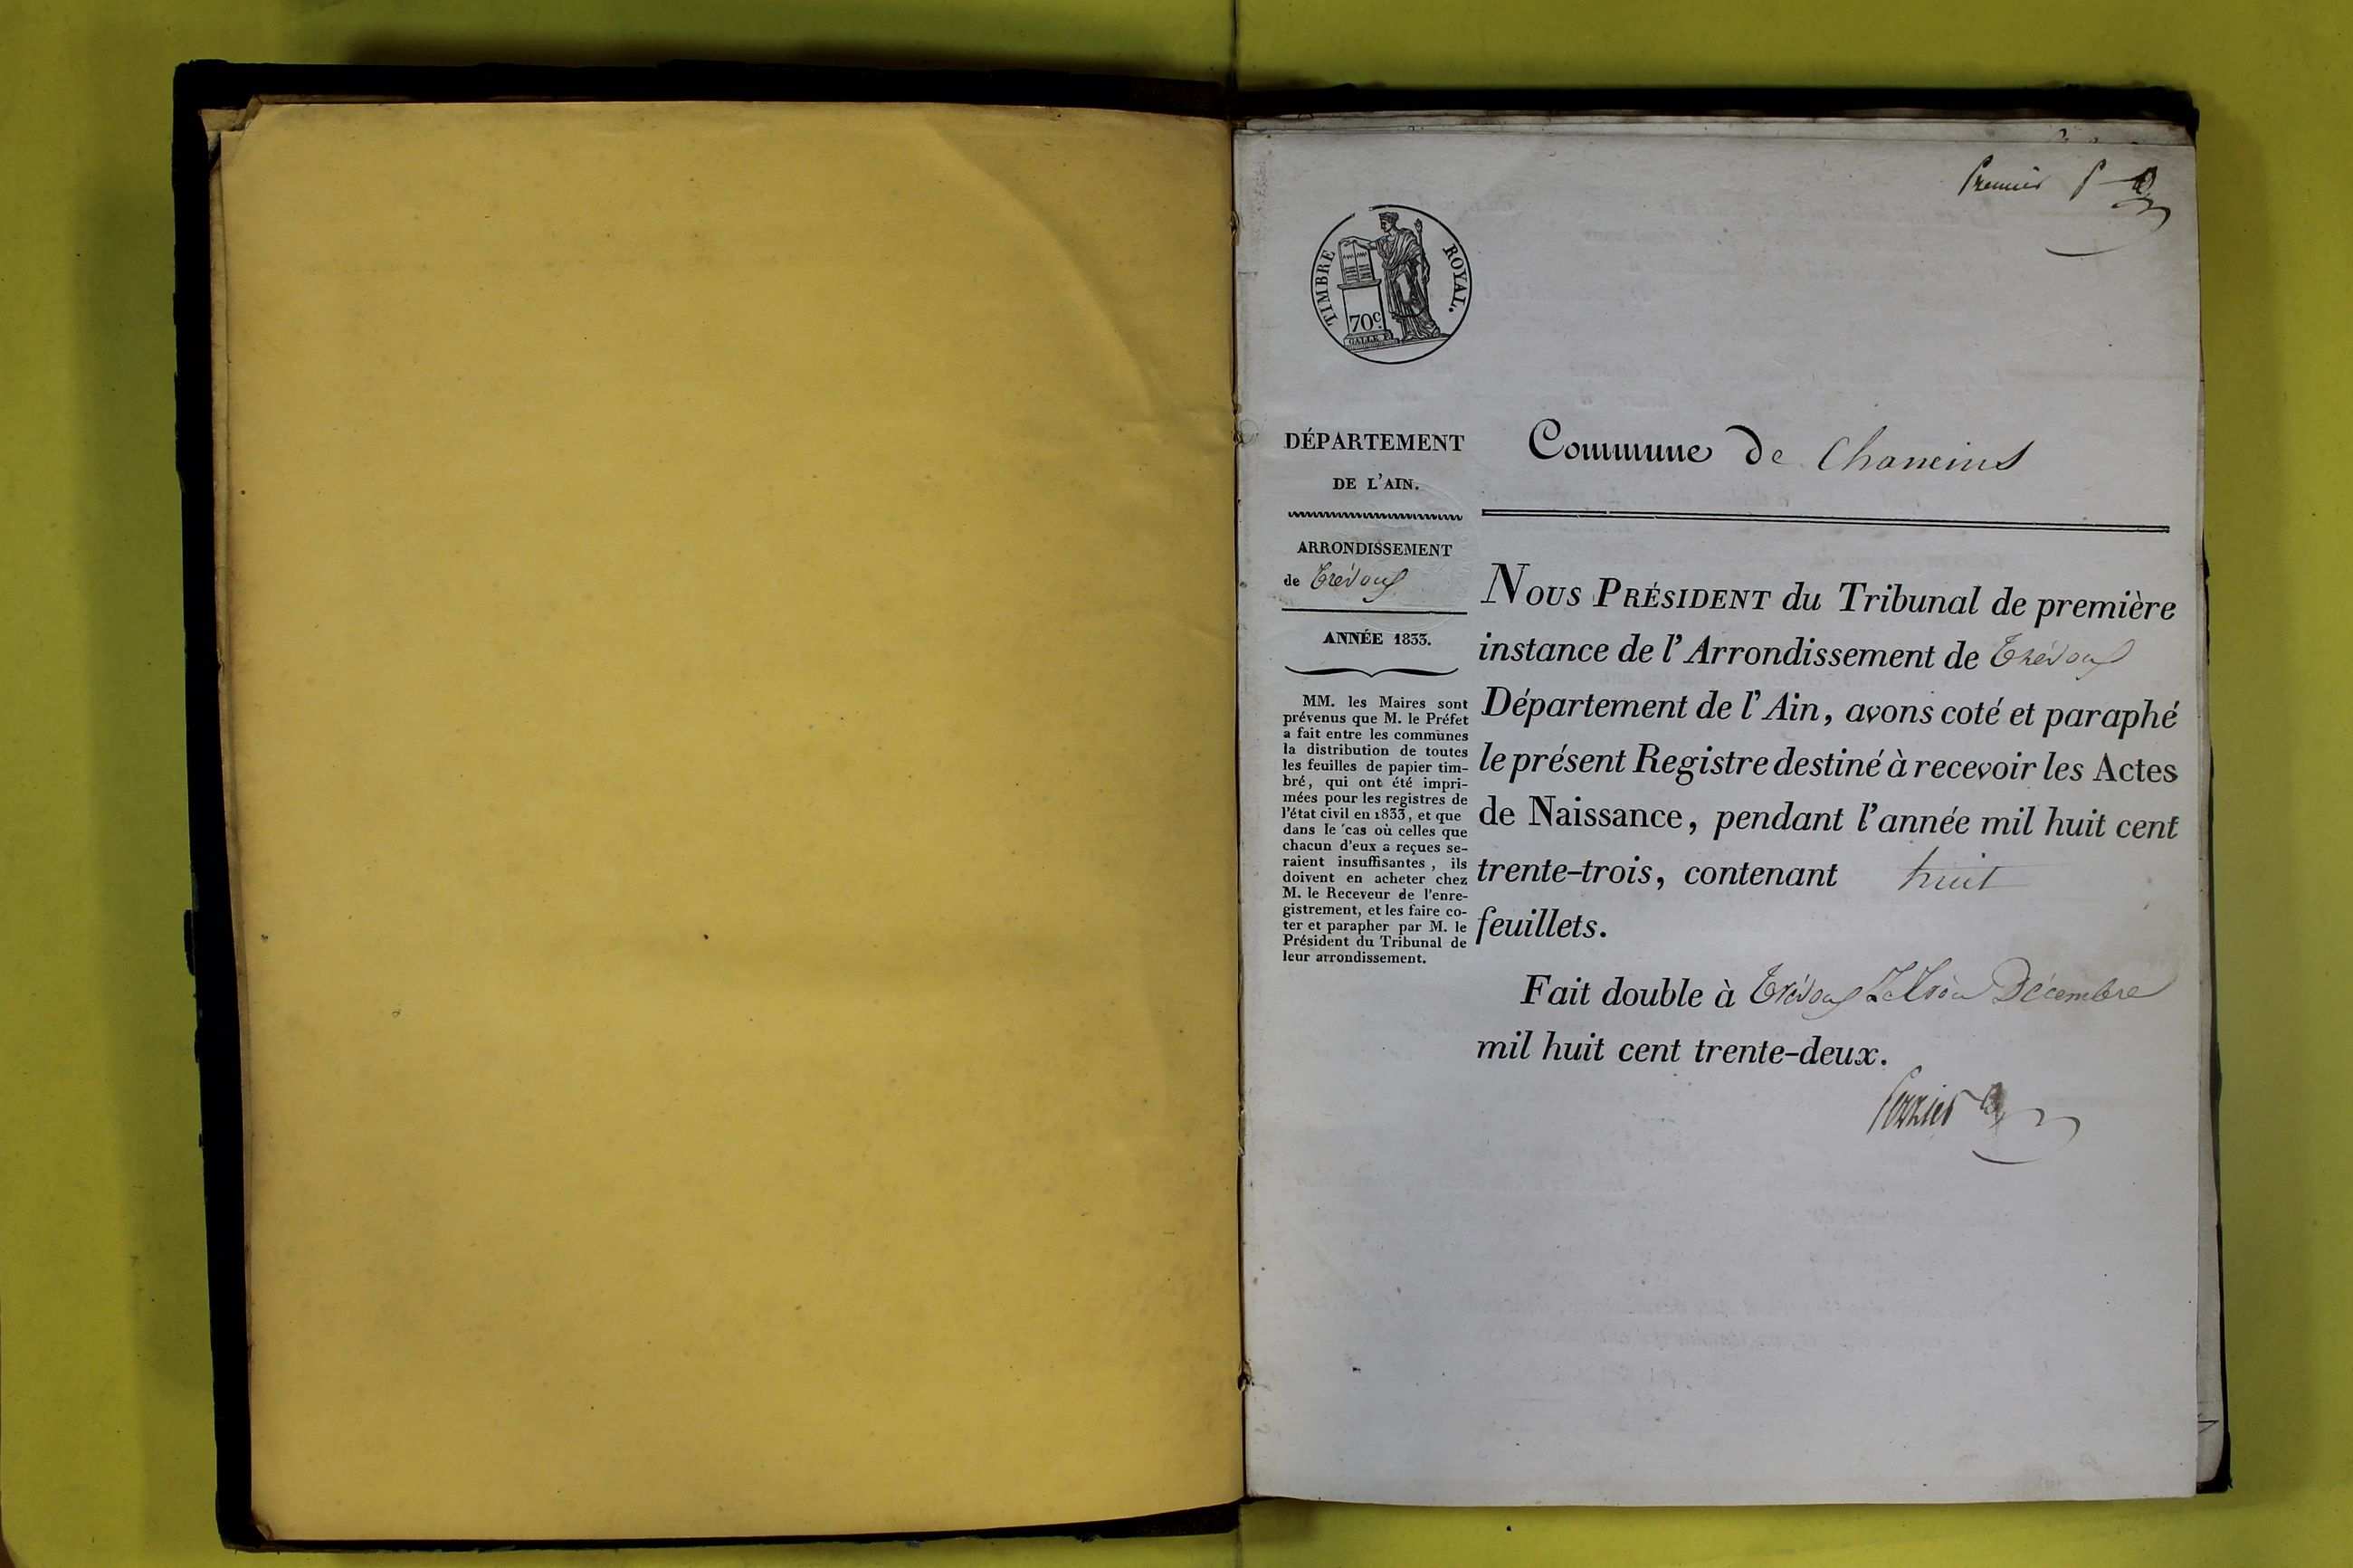 Premier
TIMBRE ROYAL.
70c.
GALLE
DÉPARTEMENT
DE L'AIN.
ARRONDISSEMENT
de Trévoux
ANNÉE 1833.
MM. les Maires sont
prévenus que M. le Préfet
a fait entre les communes
la distribution de toutes
les feuilles de papier tim-
bré, qui ont été impri-
mées pour les registres de
l'état civil en 1833, et que
dans le cas où celles que
chacun d'eux a reçues se-
raient insuffisantes, ils
doivent en acheter chez
M. le Receveur de l'enre-
gistrement, et les faire co-
ter et parapher par M. le
Président du Tribunal de
leur arrondissement.
Commune de Chaneins
NOUS PRÉSIDENT du Tribunal de première
instance de l'Arrondissement de Trévoux
Département de l'Ain, avons coté et paraphé
le présent Registre destiné à recevoir les Actes
de Naissance, pendant l'année mil huit cent
trente-trois, contenant huit
feuillets.
Fait double à Trévoux Décembre
mil huit cent trente-deux.